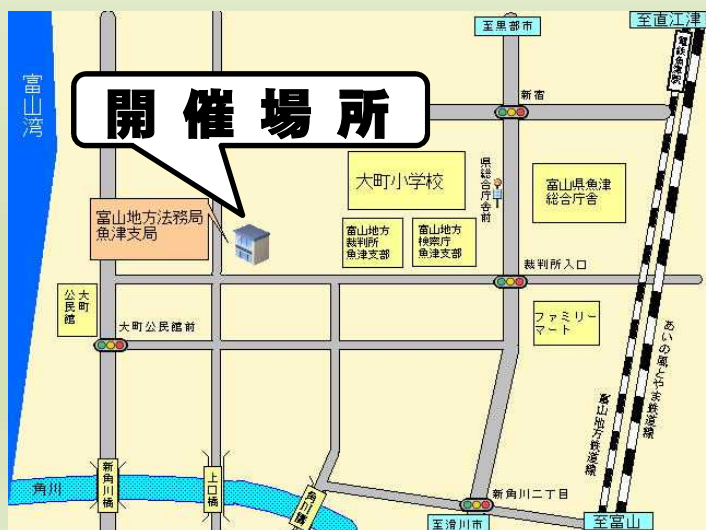 至黒部市
至直江津
電鉄魚津駅
富山湾
開催場所
新宿
大町小学校
県総合庁舎前
富山県魚津
総合庁舎
富山地方法務局
魚津支局
富山地方
裁判所
魚津支部
富山地方
検察庁
魚津支部
裁判所入口
大町
公民館
大町公民館前
ファミリー
マート
あいの風とやま鉄道線
富山地方鉄道線
角川
新角川橋
上口橋
角川橋
新角川二丁目
至滑川市
至富山